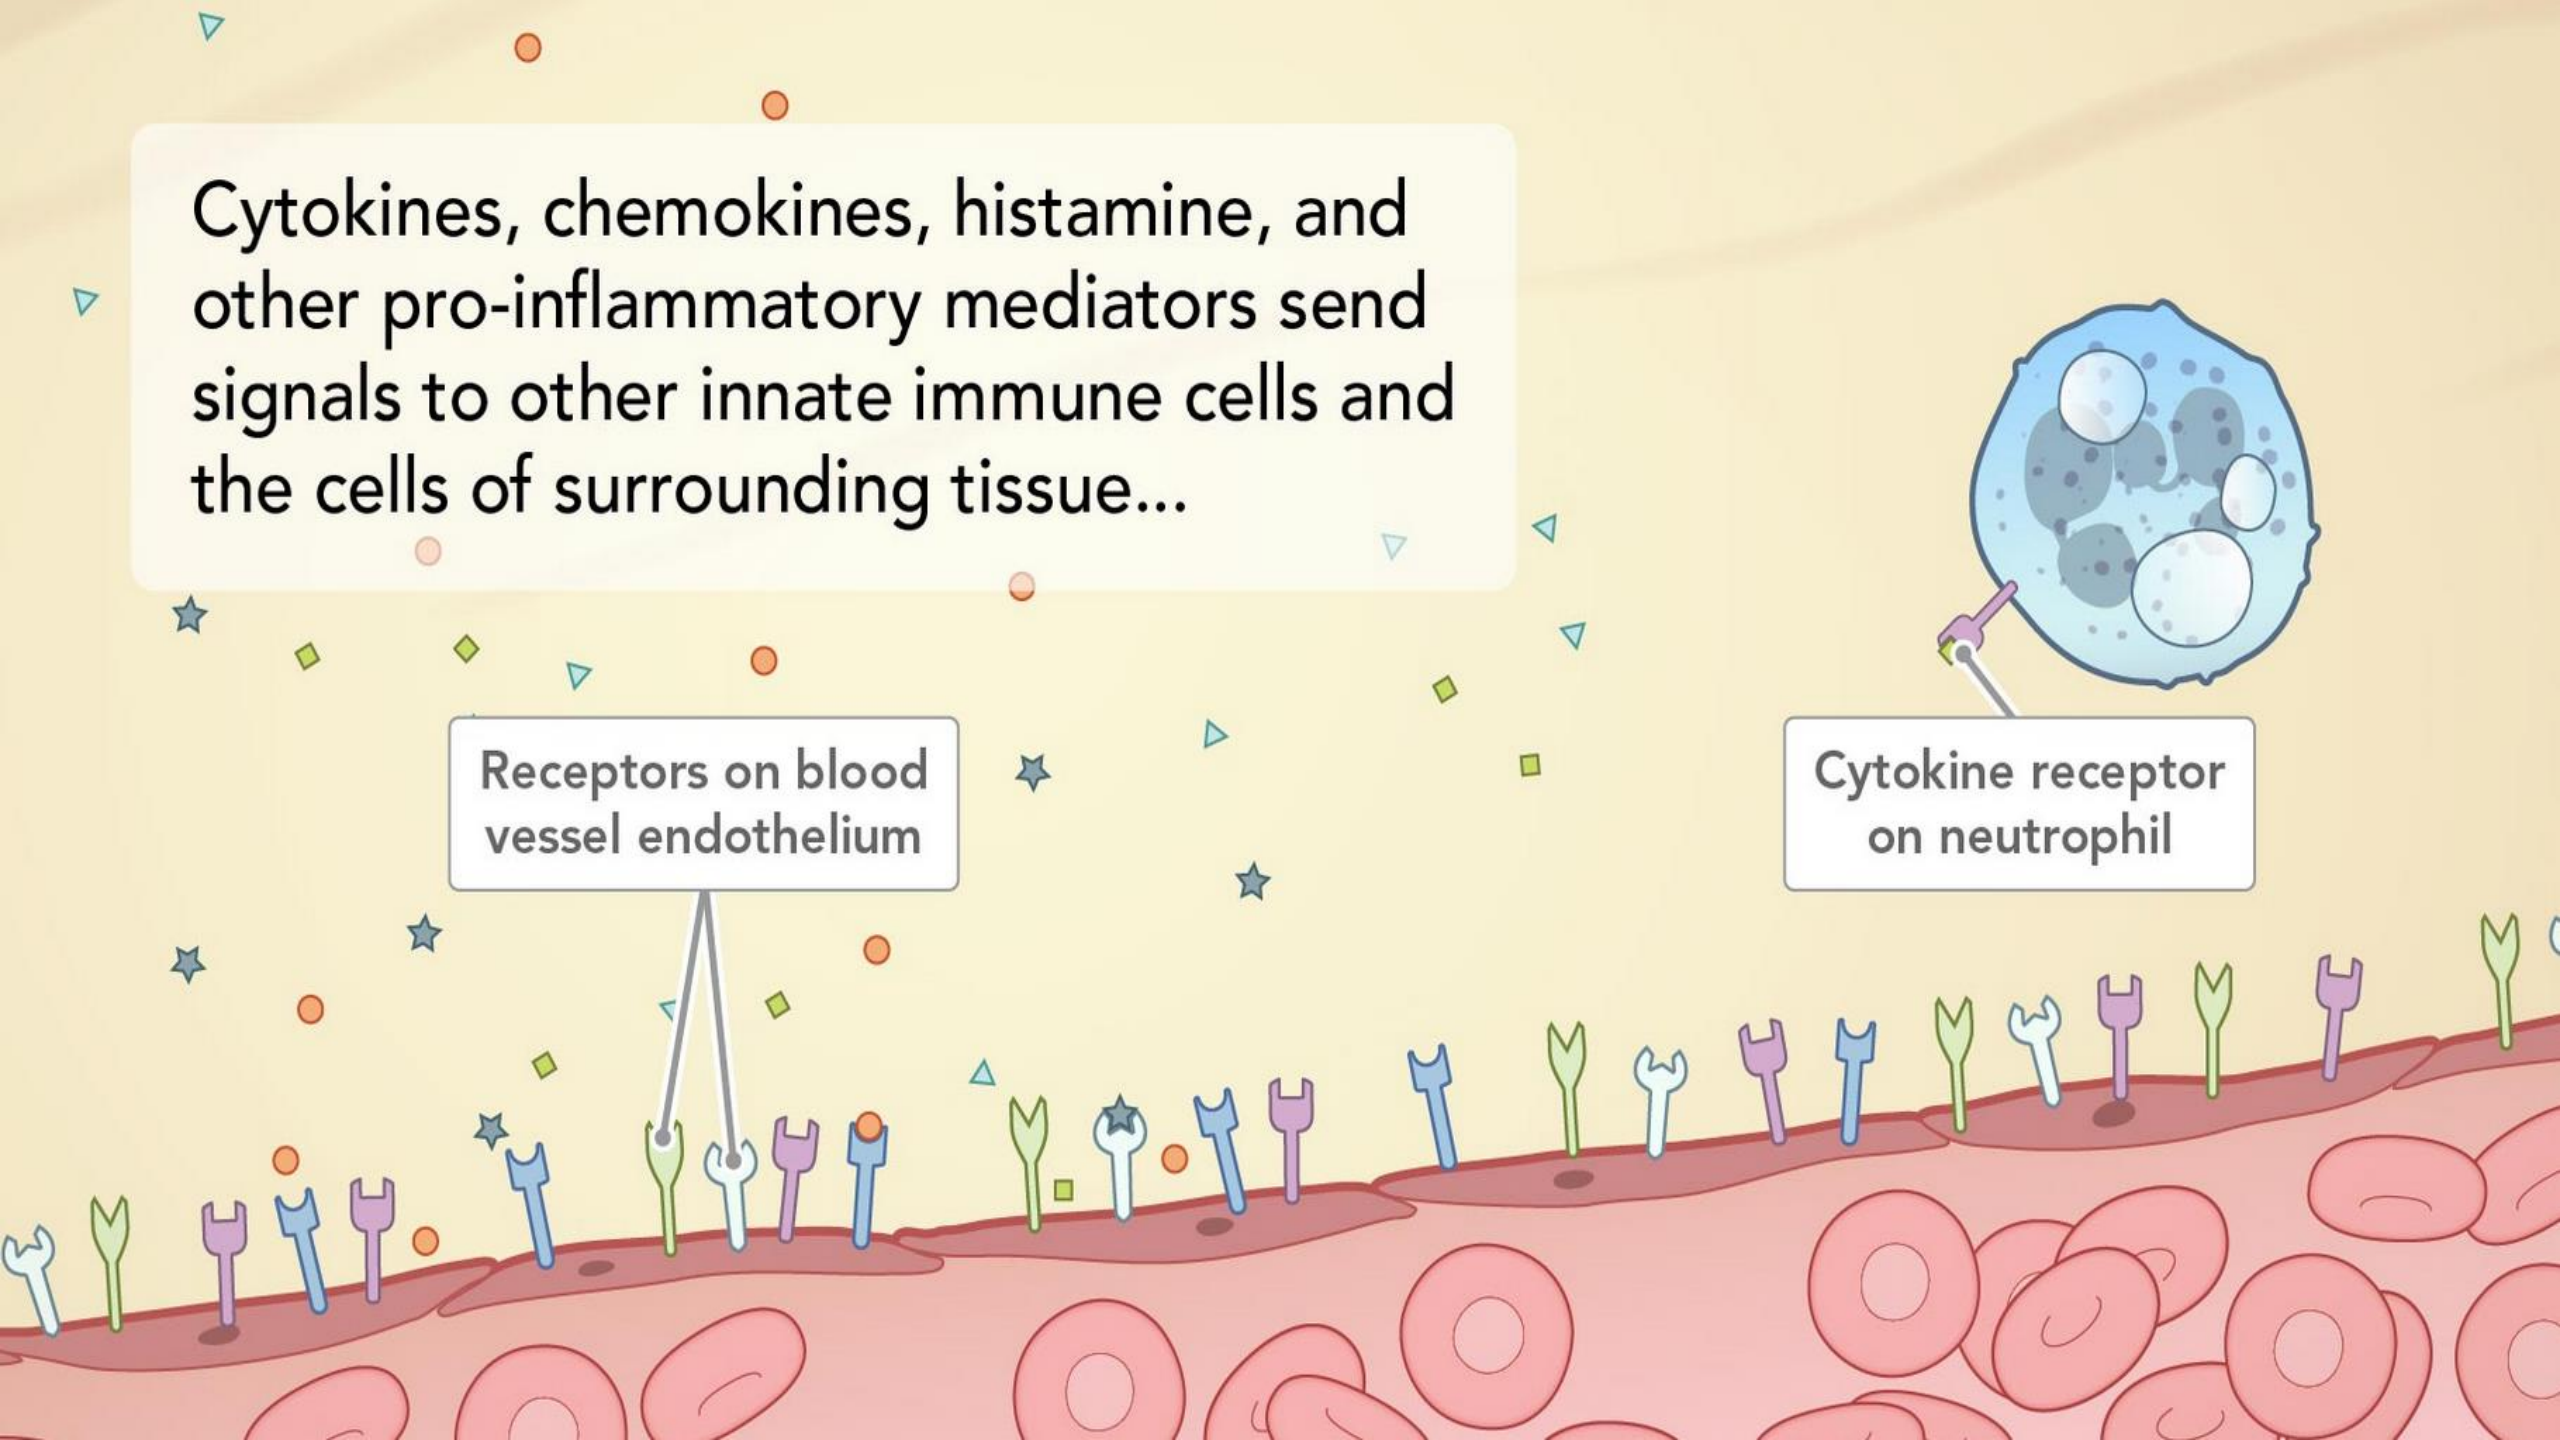 Cytokines, chemokines, histamine, and
other pro-inflammatory mediators send
signals to other innate immune cells and
the cells of surrounding tissue...
Receptors on blood
vessel endothelium
Cytokine receptor
on neutrophil